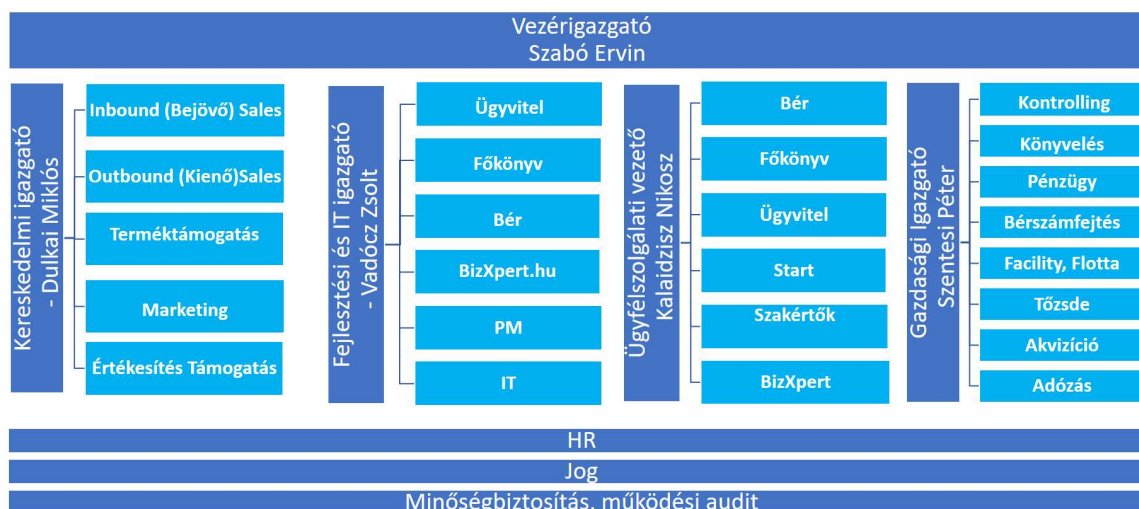 Vezérigazgató
Szabó Ervin
Kereskedelmi igazgató
- Dulkai Miklós
Inbound (Bejövő) Sales
Outbound (Kienő)Sales
Terméktámogatás
Marketing
Értékesítés Támogatás
Fejlesztési és IT igazgató
- Vadócz Zsolt
Ügyvitel
Főkönyv
Bér
BizXpert.hu
PM
IT
Ügyfélszolgálati vezető
Kalaidzisz Nikosz
Bér
Főkönyv
Ügyvitel
Start
Szakértők
BizXpert
Gazdasági Igazgató
Szentesi Péter
Kontrolling
Könyvelés
Pénzügy
Bérszámfejtés
Facility, Flotta
Tőzsde
Akvizíció
Adózás
HR
Jog
Minőségbiztosítás, működési audit